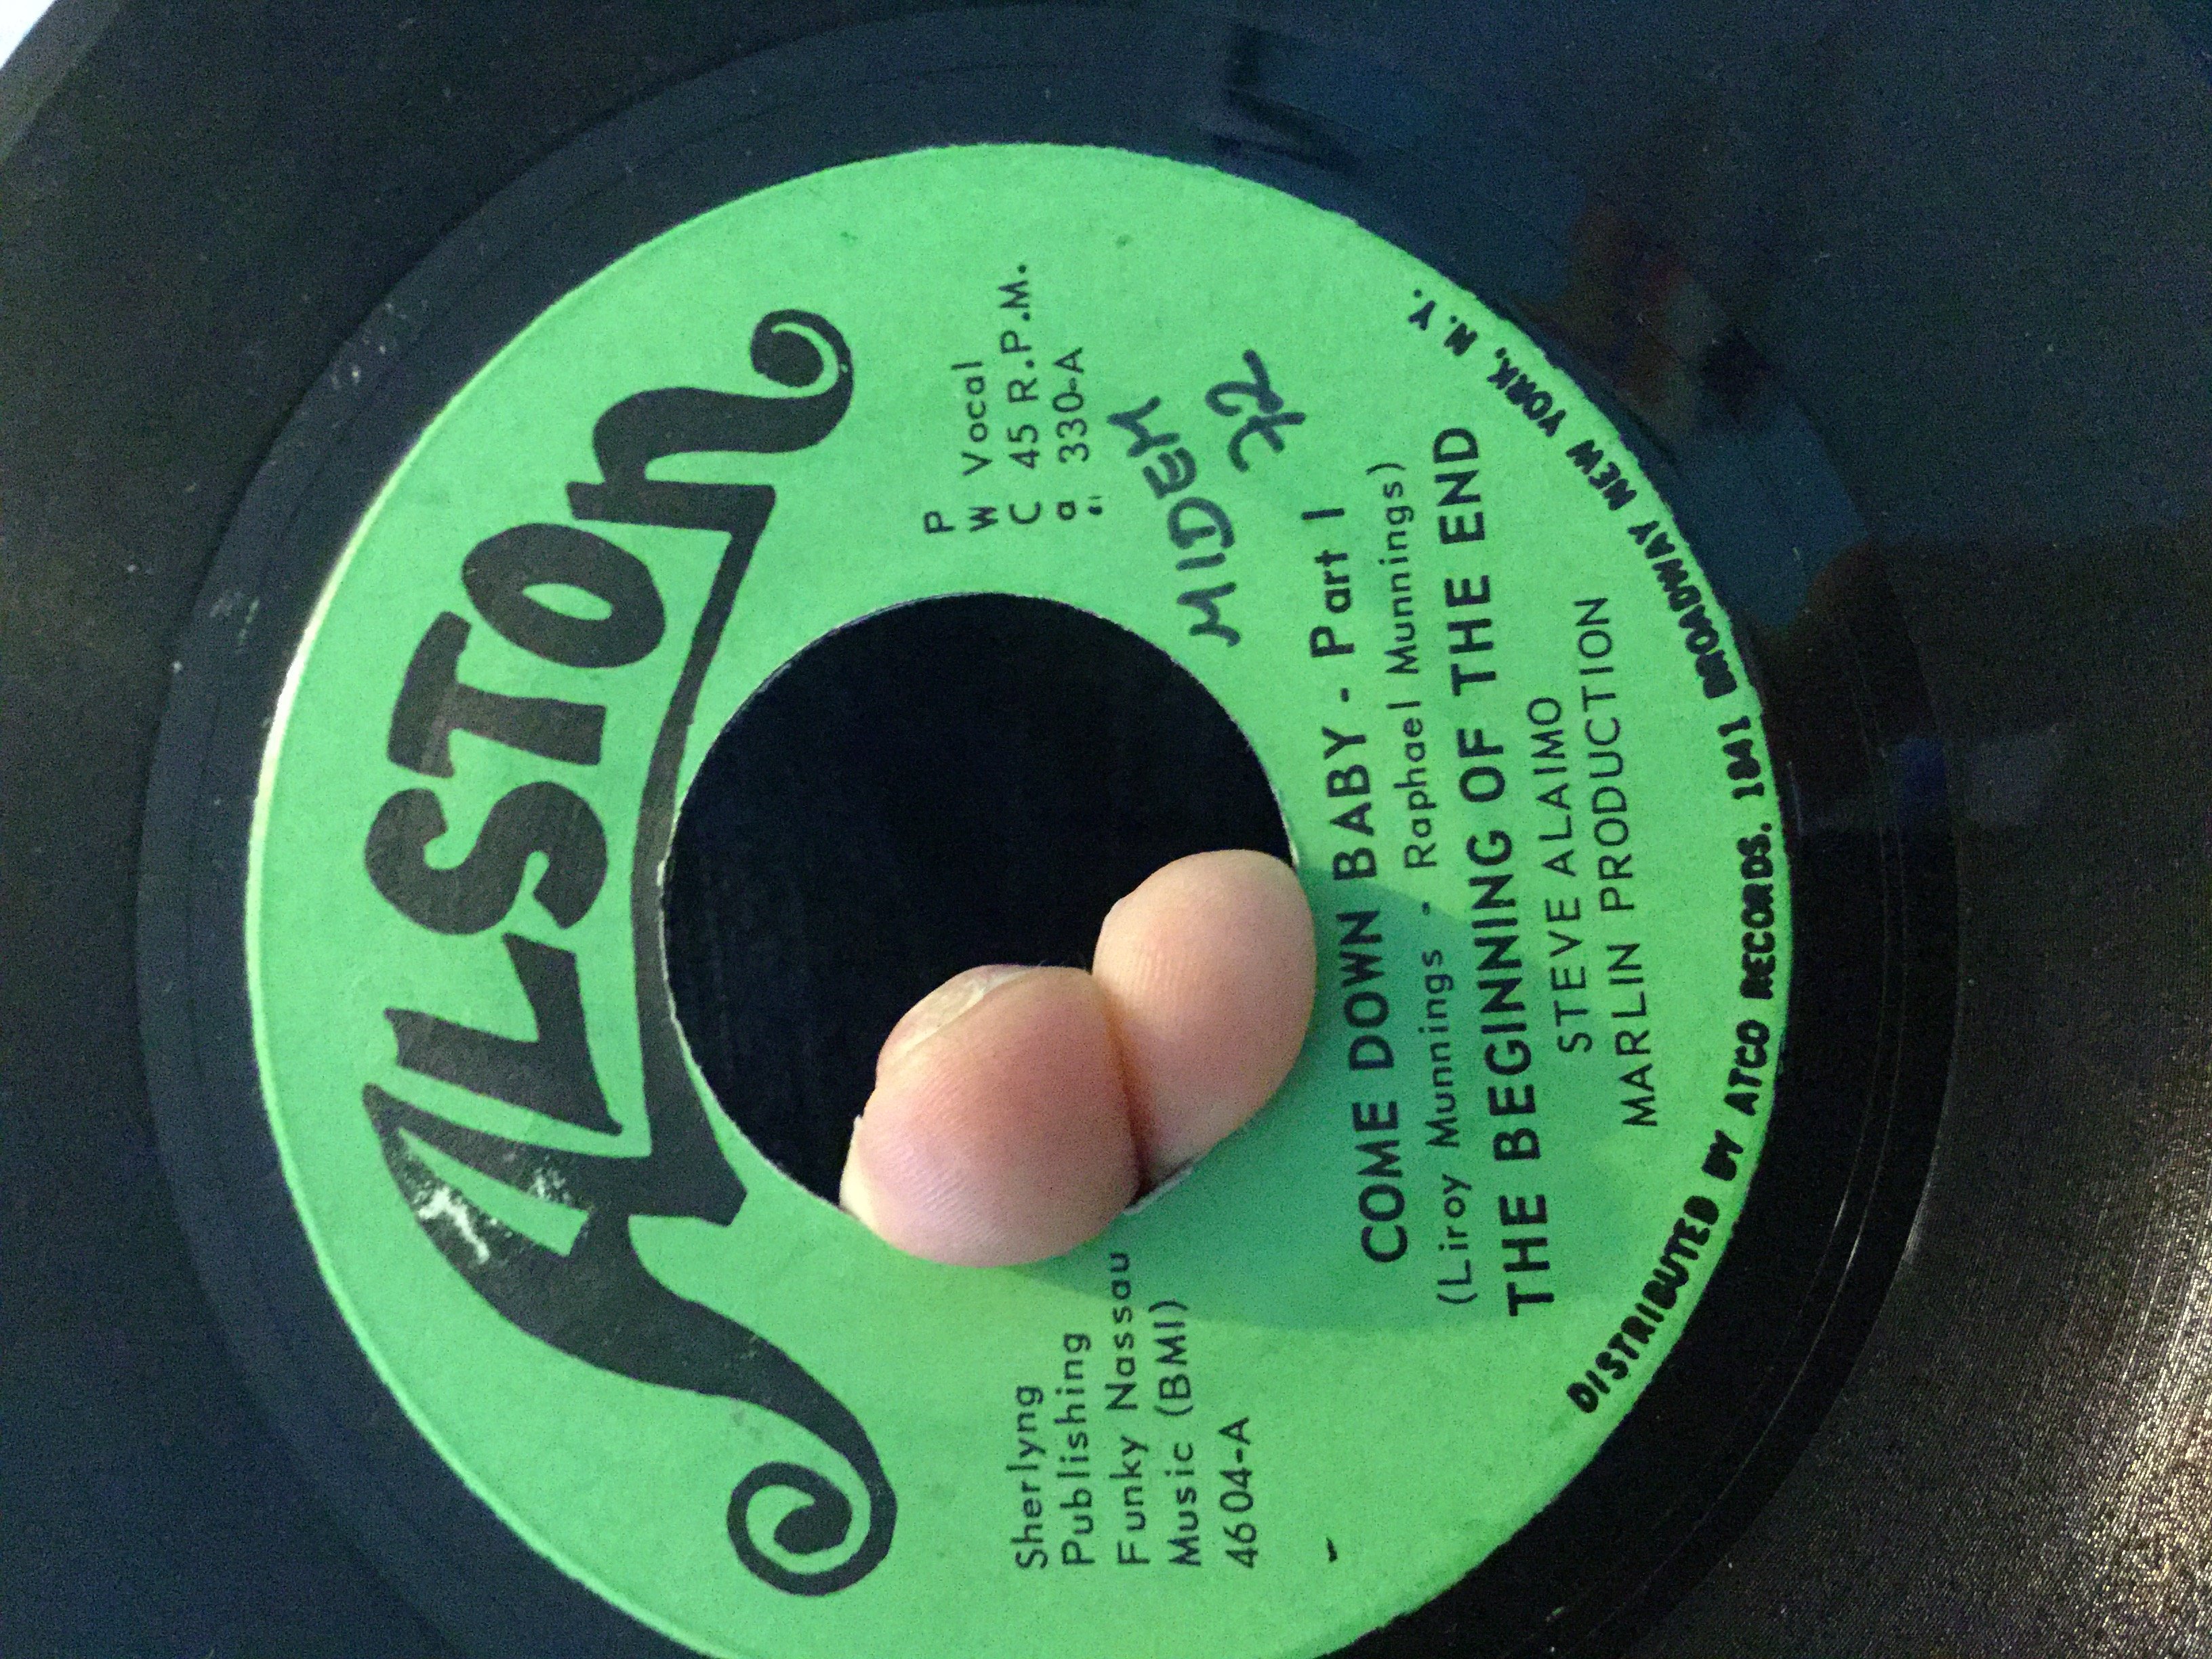 ALSTOn
P
W Vocal
C 45 R.P.M.
a 330-A
MIDEM
72
Sherlyng
Publishing
Funky Nassau
Music (BMI)
4604-A
COME DOWN BABY - Part I
(Liroy Munnings - Raphael Munnings)
THE BEGINNING OF THE END
STEVE ALAIMO
MARLIN PRODUCTION
DISTRIBUTED BY ATCO RECORDS. 1841 BROADWAY NEW YORK, N.Y.